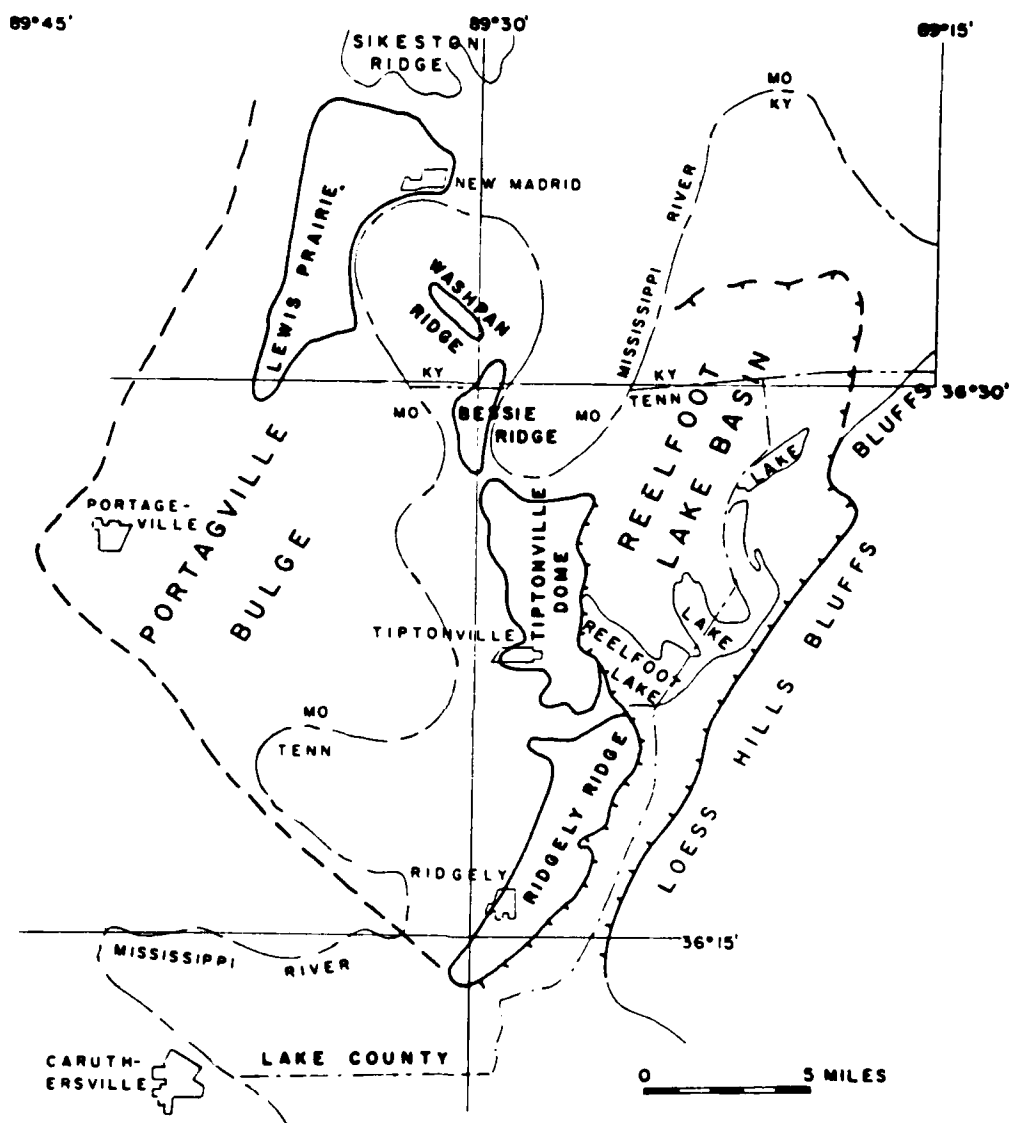 89°45'
89°30'
89°15'
SIKESTON
RIDGE
MO
KY
NEW MADRID
LEWIS PRAIRIE
WASHPAN
RIDGE
MISSISSIPPI
RIVER
KY
MO
KY
TENN
MO
36°30'
BESSIE
RIDGE
REELFOOT
LAKE BASIN
BLUFFS
LAKE
PORTAGE-
VILLE
PORTAGVILLE
BULGE
TIPTONVILLE
DOME
TIPTONVILLE
REELFOOT
LAKE
LAKE
LOESS HILLS BLUFFS
MO
TENN
RIDGELY RIDGE
RIDGELY
36°15'
MISSISSIPPI
RIVER
LAKE COUNTY
CARUTH-
ERSVILLE
0 5 MILES